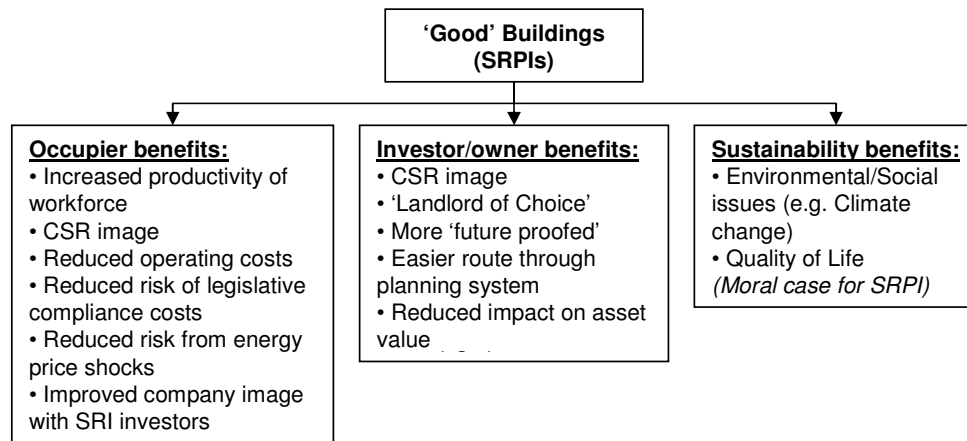 ‘Good’ Buildings
(SRPIs)
Occupier benefits:
• Increased productivity of
workforce
• CSR image
• Reduced operating costs
• Reduced risk of legislative
compliance costs
• Reduced risk from energy
price shocks
• Improved company image
with SRI investors
Investor/owner benefits:
• CSR image
• ‘Landlord of Choice’
• More ‘future proofed’
• Easier route through
planning system
• Reduced impact on asset
value
Sustainability benefits:
• Environmental/Social
issues (e.g. Climate
change)
• Quality of Life
(Moral case for SRPI)